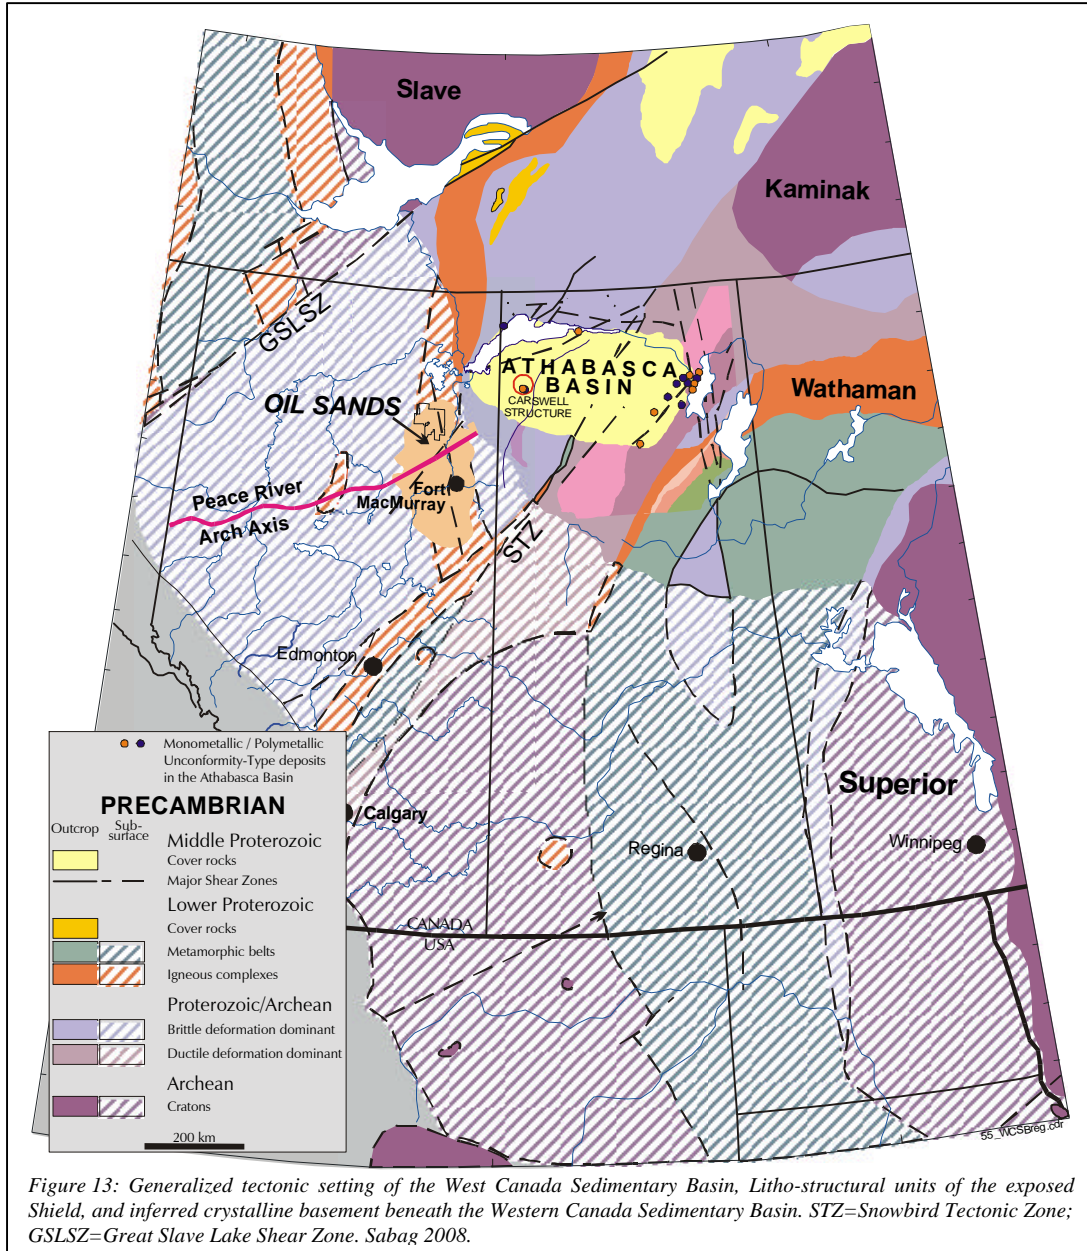 Slave
Kaminak
GSLSZ
ATHABASCA
BASIN
CARSWELL
STRUCTURE
Wathaman
OIL SANDS
Peace River
Arch Axis
Fort
MacMurray
STZ
Edmonton
Monometallic / Polymetallic
Unconformity-Type deposits
in the Athabasca Basin
PRECAMBRIAN
Outcrop
Sub-
surface
Middle Proterozoic
Cover rocks
Major Shear Zones
Lower Proterozoic
Cover rocks
Metamorphic belts
Igneous complexes
Proterozoic/Archean
Brittle deformation dominant
Ductile deformation dominant
Archean
Cratons
200 km
Calgary
Superior
Regina
Winnipeg
CANADA
USA
55_WCSBreg.cdr
Figure 13: Generalized tectonic setting of the West Canada Sedimentary Basin, Litho-structural units of the exposed
Shield, and inferred crystalline basement beneath the Western Canada Sedimentary Basin. STZ=Snowbird Tectonic Zone;
GSLSZ=Great Slave Lake Shear Zone. Sabag 2008.